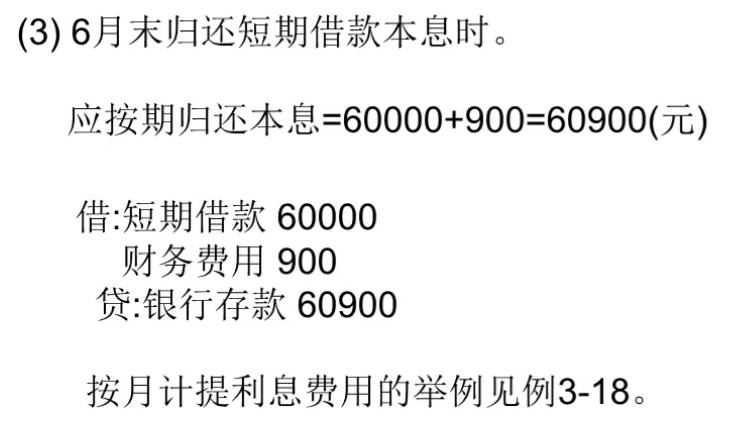 (3) 6月末归还短期借款本息时。
应按期归还本息=60000+900=60900(元)
借:短期借款 60000
财务费用 900
贷:银行存款 60900
按月计提利息费用的举例见例3-18。